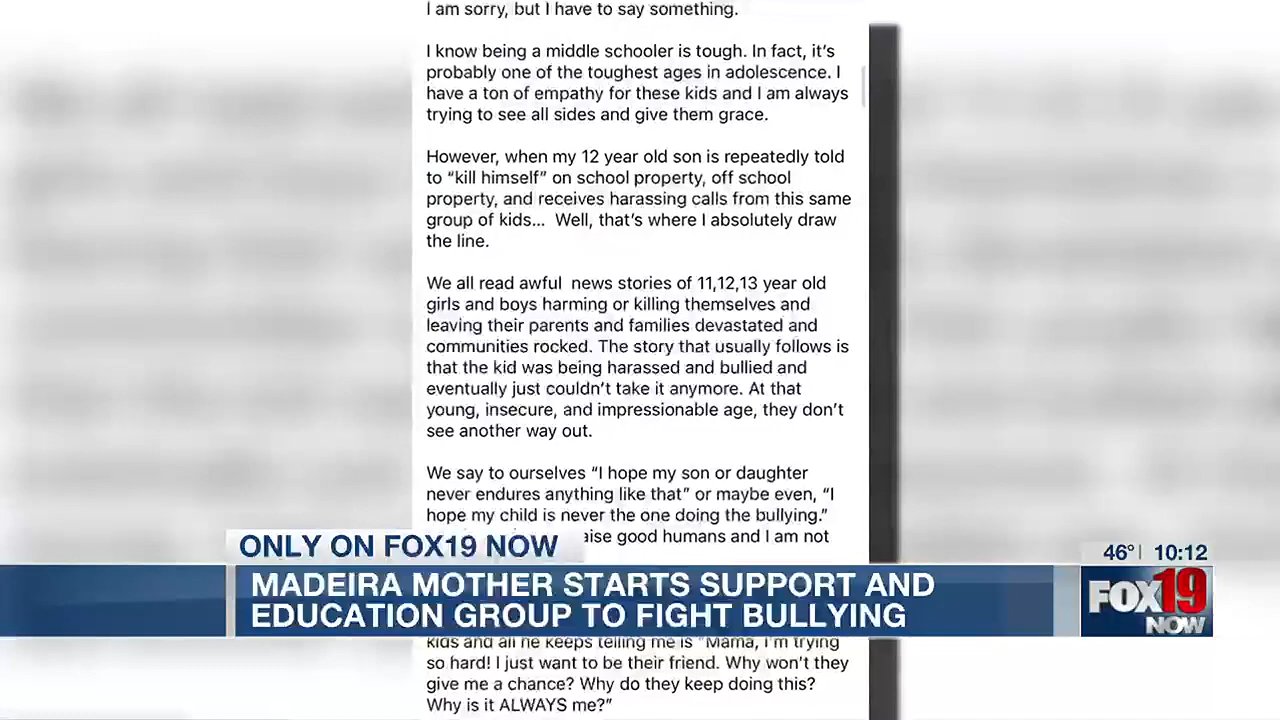 I am sorry, but I have to say something.
I know being a middle schooler is tough. In fact, it's
probably one of the toughest ages in adolescence. I
have a ton of empathy for these kids and I am always
trying to see all sides and give them grace.
However, when my 12 year old son is repeatedly told
to “kill himself” on school property, off school
property, and receives harassing calls from this same
group of kids... Well, that's where I absolutely draw
the line.
We all read awful news stories of 11,12,13 year old
girls and boys harming or killing themselves and
leaving their parents and families devastated and
communities rocked. The story that usually follows is
that the kid was being harassed and bullied and
eventually just couldn't take it anymore. At that
young, insecure, and impressionable age, they don't
see another way out.
We say to ourselves “I hope my son or daughter
never endures anything like that” or maybe even, “I
hope my child is never the one doing the bullying.”
good humans and I am not
ONLY ON FOX19 NOW
MADEIRA MOTHER STARTS SUPPORT AND
EDUCATION GROUP TO FIGHT BULLYING
46° 10:12
FOX19
NOW
kids and all he keeps telling me is “Mama, I'm trying
so hard! I just want to be their friend. Why won't they
give me a chance? Why do they keep doing this?
Why is it ALWAYS me?”